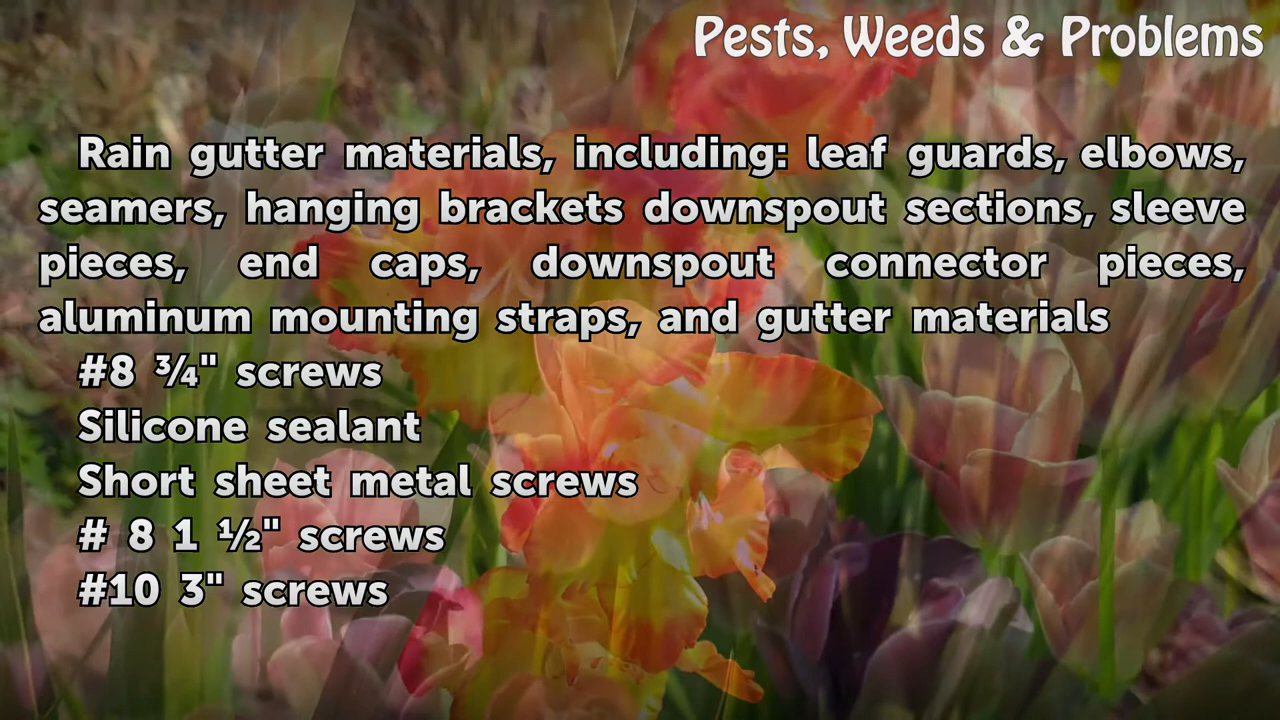 Pests, Weeds & Problems
Rain gutter materials, including: leaf guards, elbows,
seamers, hanging brackets downspout sections, sleeve
pieces, end caps, downspout connector pieces,
aluminum mounting straps, and gutter materials
#8 ¾" screws
Silicone sealant
Short sheet metal screws
# 8 1 ½" screws
#10 3" screws